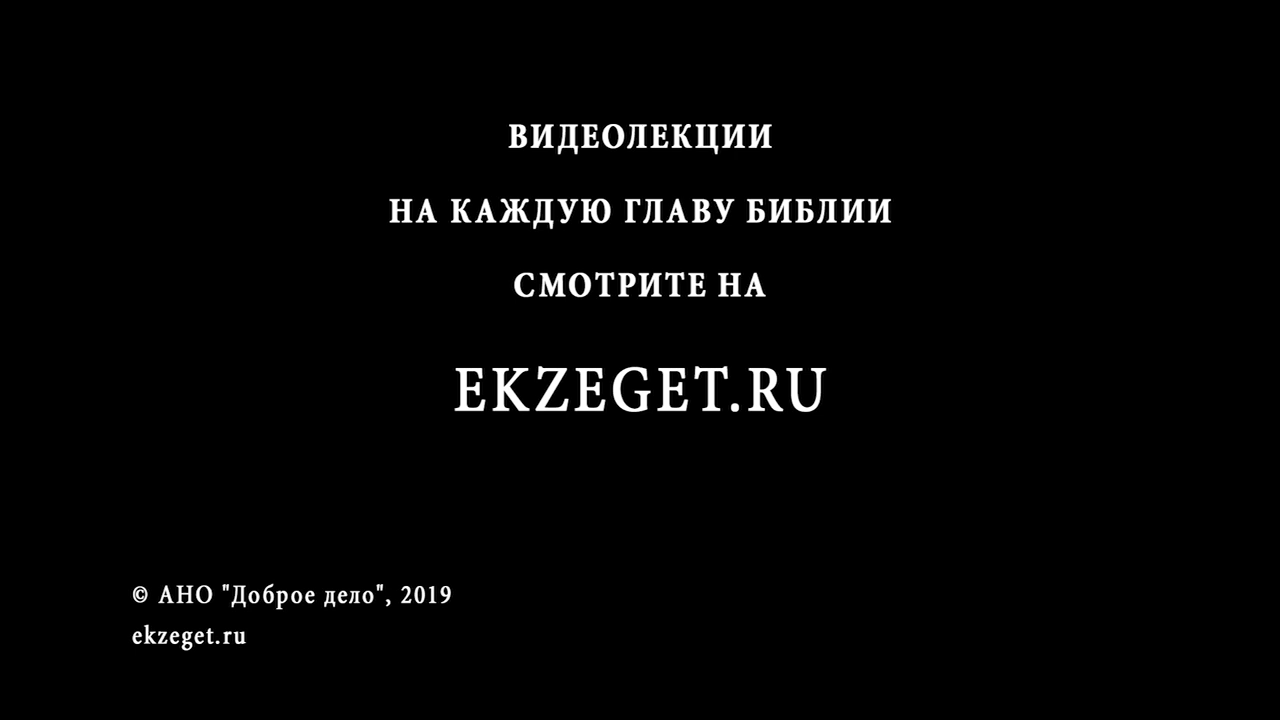 ВИДЕОЛЕКЦИИ
НА КАЖДУЮ ГЛАВУ БИБЛИИ
СМОТРИТЕ НА
EKZEGET.RU
© АНО "Доброе дело", 2019
ekzeget.ru